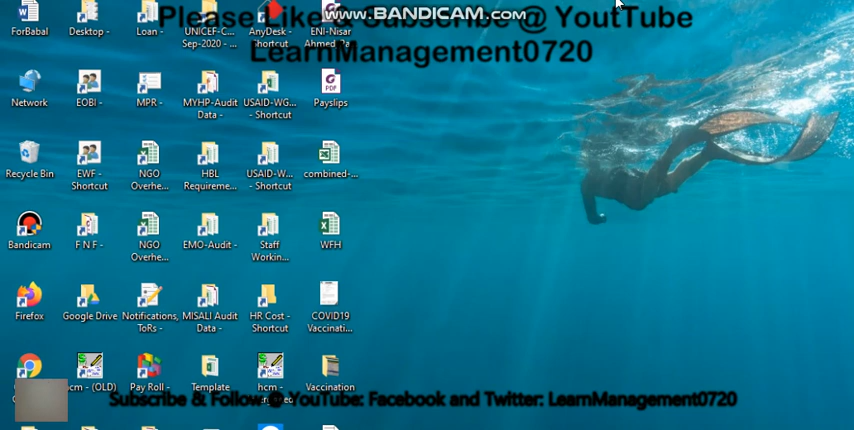 Please Like & Subscribe @ YoutTube
www.BANDICAM.com
LearnManagement0720
ForBabal
Desktop -
Loan -
UNICEF-C...
Sep-2020 - ...
AnyDesk -
Shortcut
ENI-Nisar
Network
EOBI -
MPR -
MYHP-Audit
Data -
USAID-WG...
- Shortcut
PDF
Payslips
Recycle Bin
EWF -
Shortcut
NGO
Overhe...
HBL
Requireme...
USAID-W...
- Shortcut
combined-...
Bandicam
F N F -
NGO
Overhe...
EMO-Audit -
Staff
Workin...
WFH
Firefox
Google Drive
Notifications,
ToRs -
MISALI Audit
Data -
HR Cost -
Shortcut
COVID19
Vaccinati...
hcm - (OLD)
Pay Roll -
Template
hcm -
Vaccination
Subscribe & Follow @ YouTube: Facebook and Twitter: LearnManagement0720